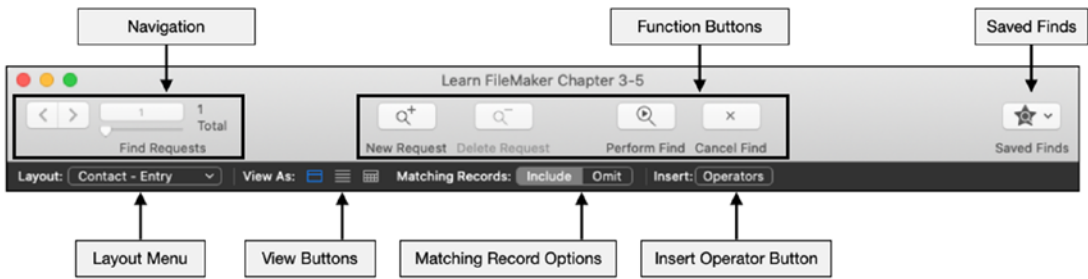 Navigation
Function Buttons
Saved Finds
Learn FileMaker Chapter 3-5
1
1
Total
Find Requests
New Request
Delete Request
Perform Find
Cancel Find
Saved Finds
Layout: Contact - Entry View As: Matching Records: Include Omit Insert: Operators
Layout Menu
View Buttons
Matching Record Options
Insert Operator Button